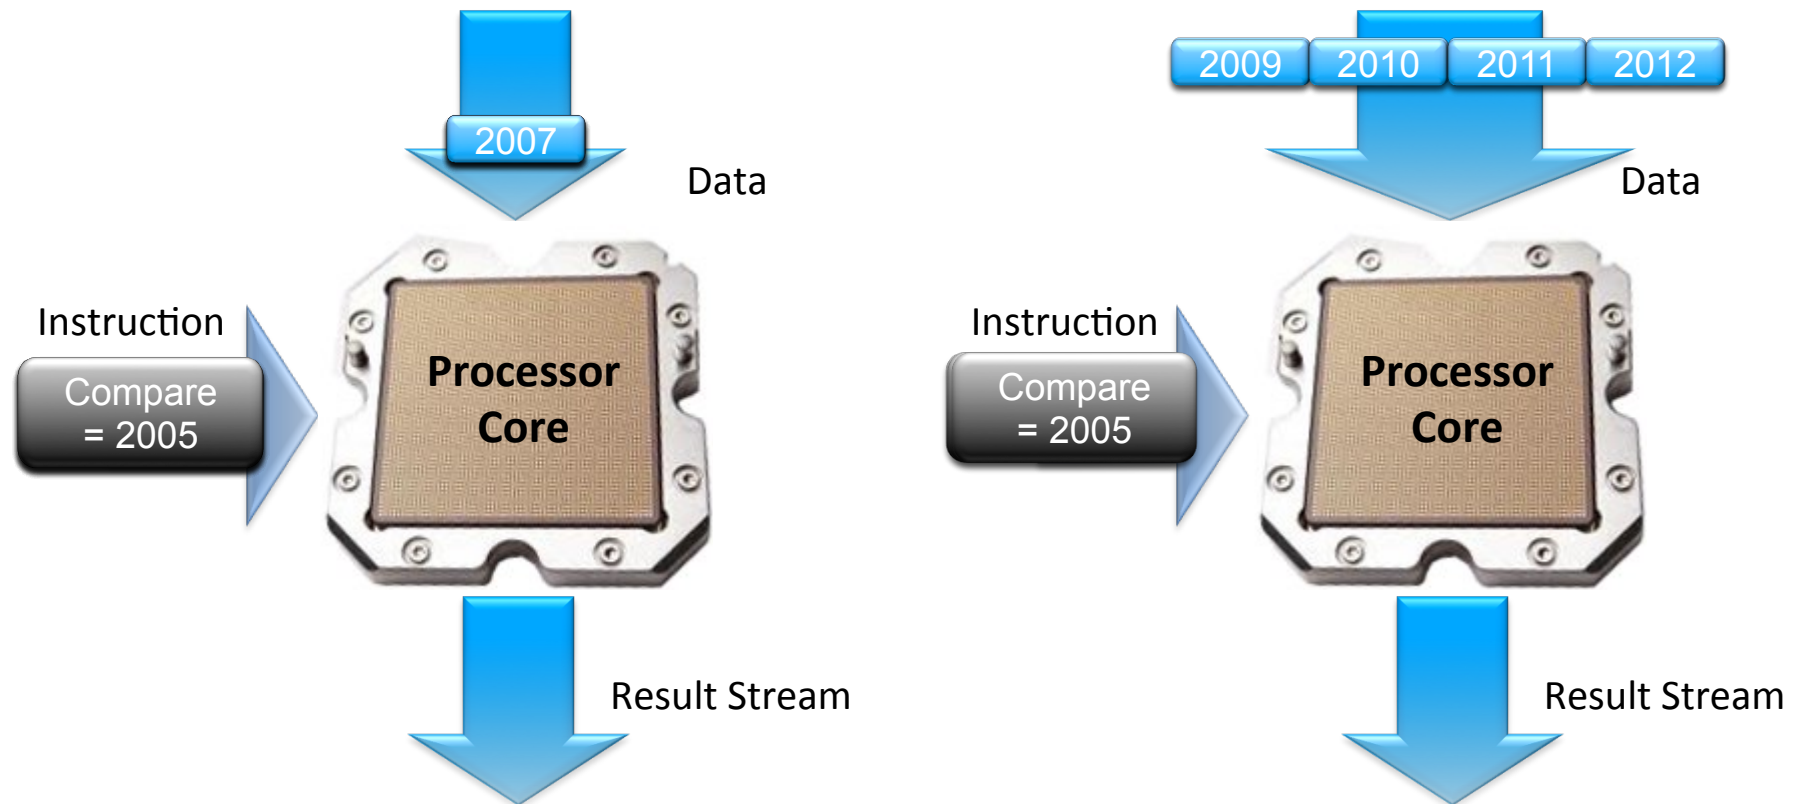 2007
Data
Instruction
Compare
= 2005
Processor
Core
Result Stream
2009 2010 2011 2012
Data
Instruction
Compare
= 2005
Processor
Core
Result Stream